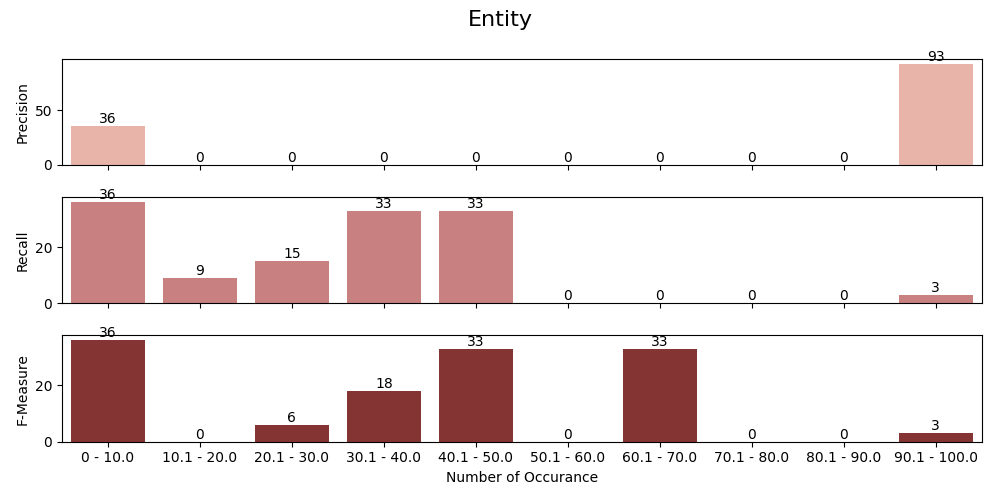 Entity
Precision
50
0
36 0 0 0 0 0 0 0 0 93
Recall
20
0
36 9 15 33 33 0 0 0 0 3
F-Measure
20
0
36 0 6 18 33 0 33 0 0 3
0 - 10.0 10.1 - 20.0 20.1 - 30.0 30.1 - 40.0 40.1 - 50.0 50.1 - 60.0 60.1 - 70.0 70.1 - 80.0 80.1 - 90.0 90.1 - 100.0
Number of Occurance